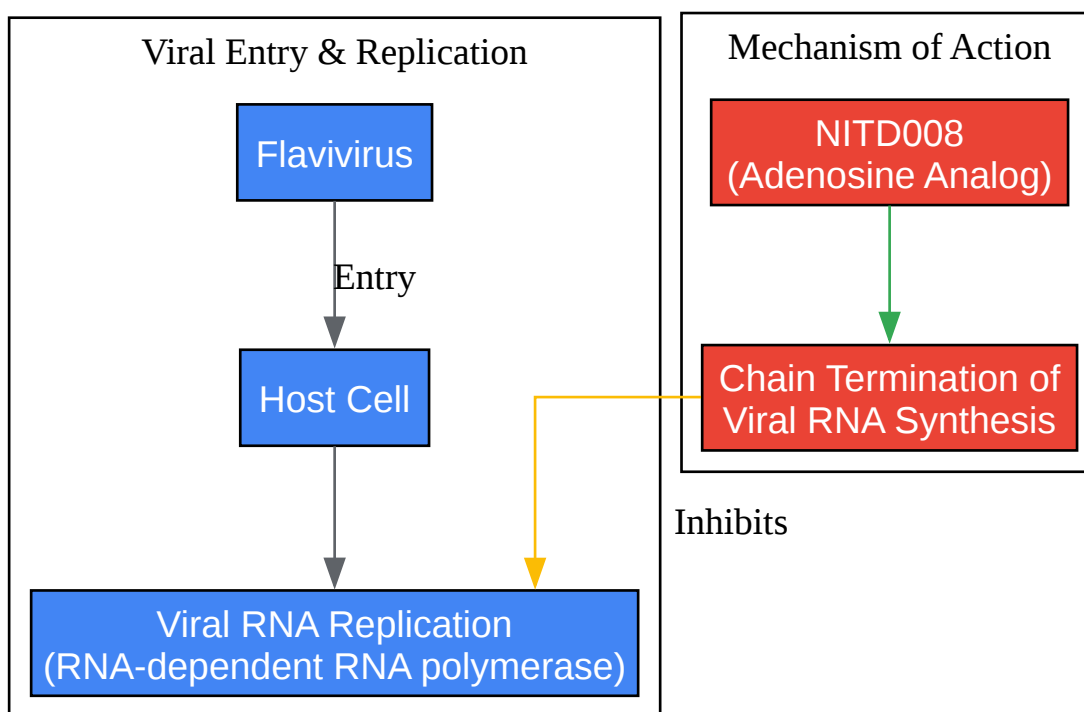 Viral Entry & Replication
Flavivirus
Entry
Host Cell
Viral RNA Replication
(RNA-dependent RNA polymerase)
Mechanism of Action
NITD008
(Adenosine Analog)
Chain Termination of
Viral RNA Synthesis
Inhibits